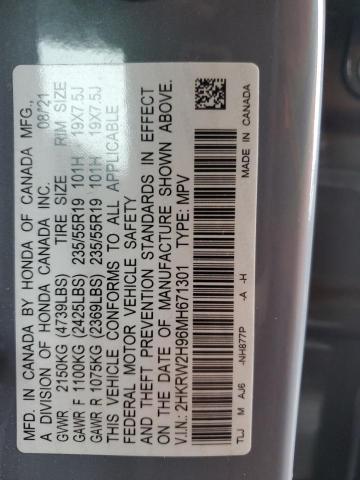 MFD. IN CANADA BY HONDA OF CANADA MFG.,
A DIVISION OF HONDA CANADA INC. 08/21
TIRE SIZE RIM SIZE
GVWR 2150KG (4739LBS)
GAWR F 1100KG (2425LBS) 235/55R19 101H 19X7.5J
GAWR R 1075KG (2369LBS) 235/55R19 101H 19X7.5J
THIS VEHICLE CONFORMS TO ALL APPLICABLE
FEDERAL MOTOR VEHICLE SAFETY
AND THEFT PREVENTION STANDARDS IN EFFECT
ON THE DATE OF MANUFACTURE SHOWN ABOVE.
V.I.N.: 2HKRW2H96MH671301 TYPE: MPV
TLJ M AJ6 -NH877P -A -H
MADE IN CANADA